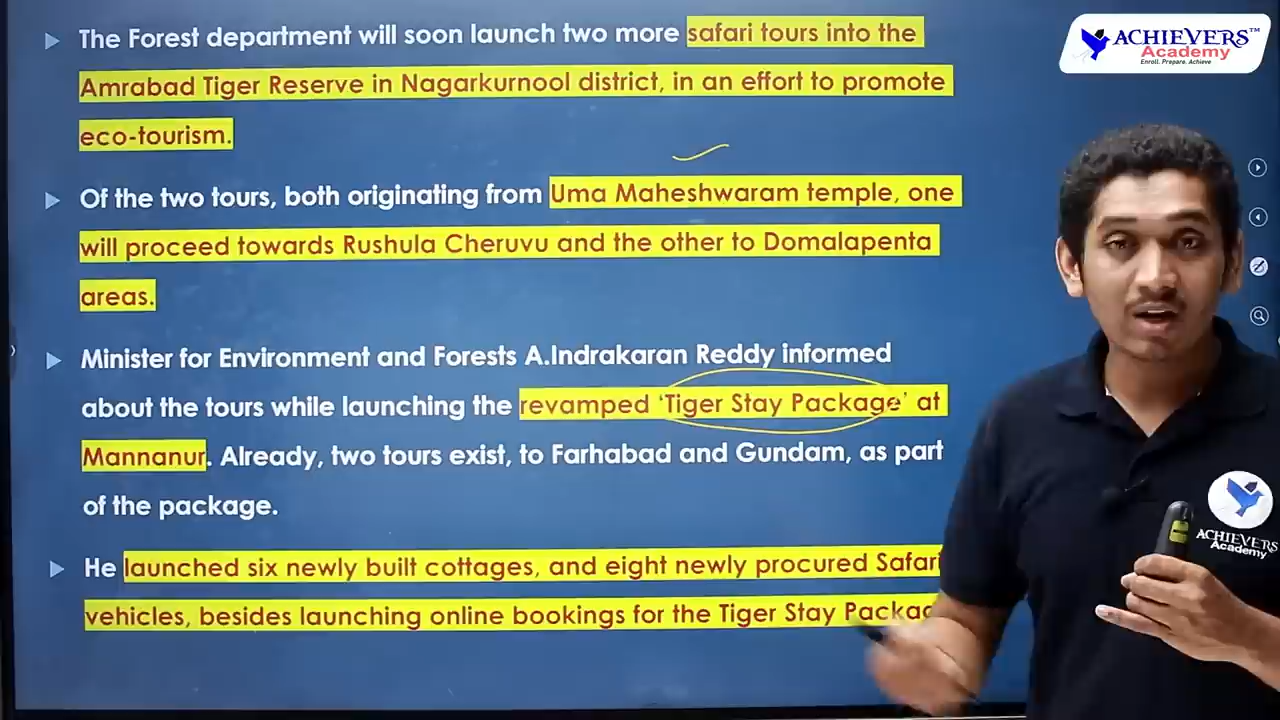 The Forest department will soon launch two more safari tours into the
Amrabad Tiger Reserve in Nagarkurnool district, in an effort to promote
eco-tourism.
Of the two tours, both originating from Uma Maheshwaram temple, one
will proceed towards Rushula Cheruvu and the other to Domalapenta
areas.
Minister for Environment and Forests A.Indrakaran Reddy informed
about the tours while launching the revamped ‘Tiger Stay Package’ at
Mannanur. Already, two tours exist, to Farhabad and Gundam, as part
of the package.
He launched six newly built cottages, and eight newly procured Safari
vehicles, besides launching online bookings for the Tiger Stay Packag
ACHIEVERS™
Academy
Enroll. Prepare. Achieve
ACHIEVERS
Academy